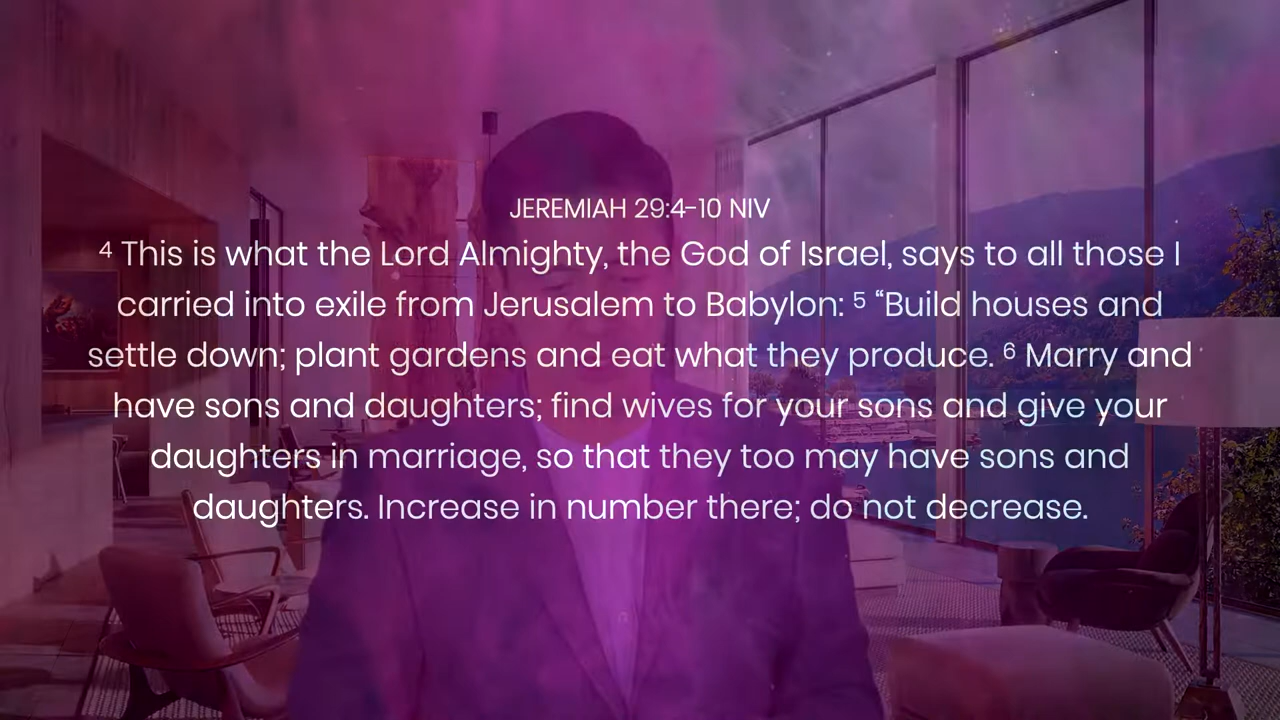 JEREMIAH 29:4-10 NIV
⁴ This is what the Lord Almighty, the God of Israel, says to all those I
carried into exile from Jerusalem to Babylon: ⁵ “Build houses and
settle down; plant gardens and eat what they produce. ⁶ Marry and
have sons and daughters; find wives for your sons and give your
daughters in marriage, so that they too may have sons and
daughters. Increase in number there; do not decrease.